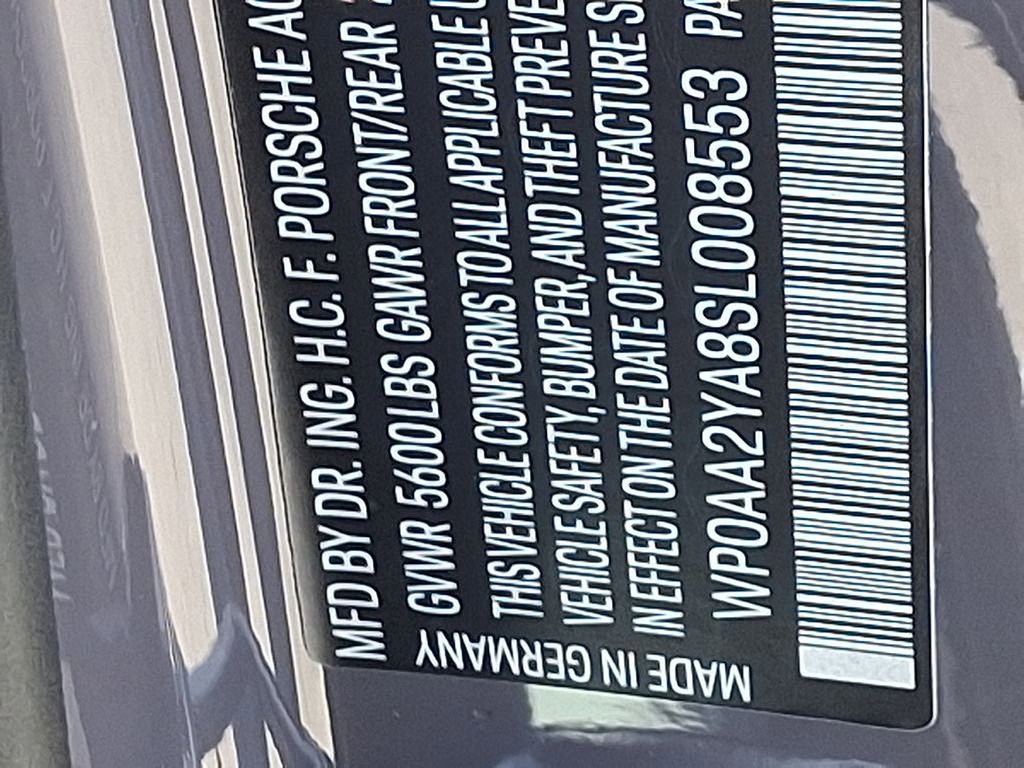 MFD BY DR. ING. H.C. F. PORSCHE AG
GVWR 5600 LBS GAWR FRONT/REAR
THIS VEHICLE CONFORMS TO ALL APPLICABLE
VEHICLE SAFETY, BUMPER, AND THEFT PREVE
IN EFFECT ON THE DATE OF MANUFACTURE S
WP0AA2YA8SL008553 PA
MADE IN GERMANY